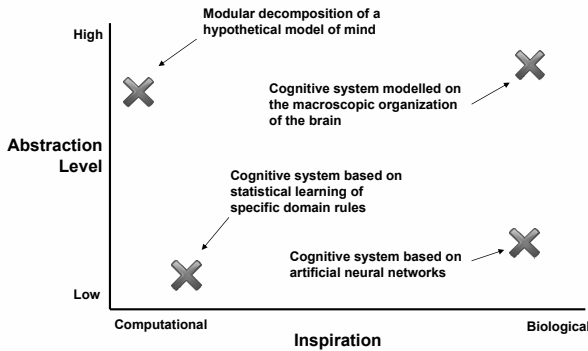 Modular decomposition of a
hypothetical model of mind
High
Cognitive system modelled on
the macroscopic organization
of the brain
Abstraction
Level
Cognitive system based on
statistical learning of
specific domain rules
Cognitive system based on
artificial neural networks
Low
Computational
Biological
Inspiration